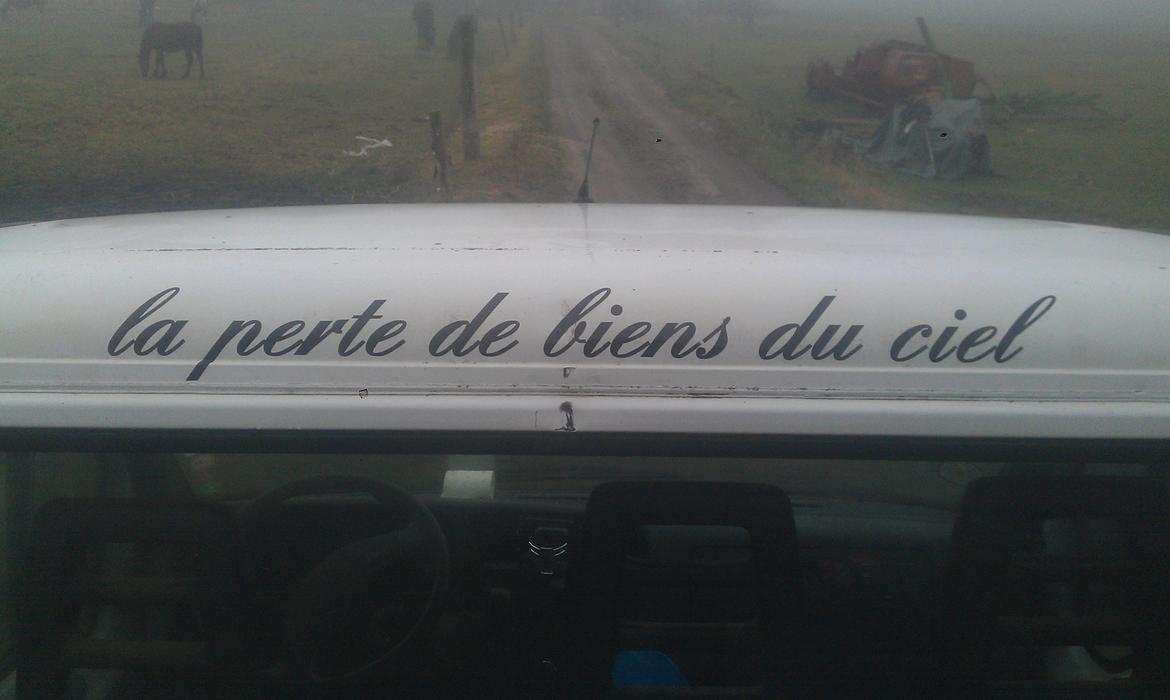 la perte de biens du ciel